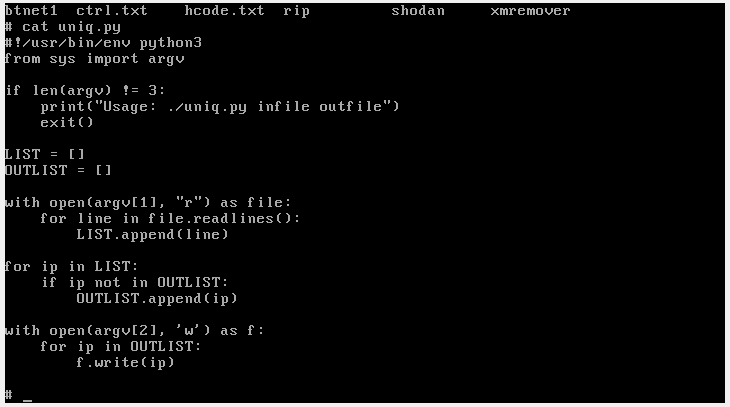 btnet1  ctrl.txt    hcode.txt  rip         shodan     xmremover
# cat uniq.py
#!/usr/bin/env python3
from sys import argv

if len(argv) != 3:
    print("Usage: ./uniq.py infile outfile")
    exit()

LIST = []
OUTLIST = []

with open(argv[1], "r") as file:
    for line in file.readlines():
        LIST.append(line)

for ip in LIST:
    if ip not in OUTLIST:
        OUTLIST.append(ip)

with open(argv[2], 'w') as f:
    for ip in OUTLIST:
        f.write(ip)

# _